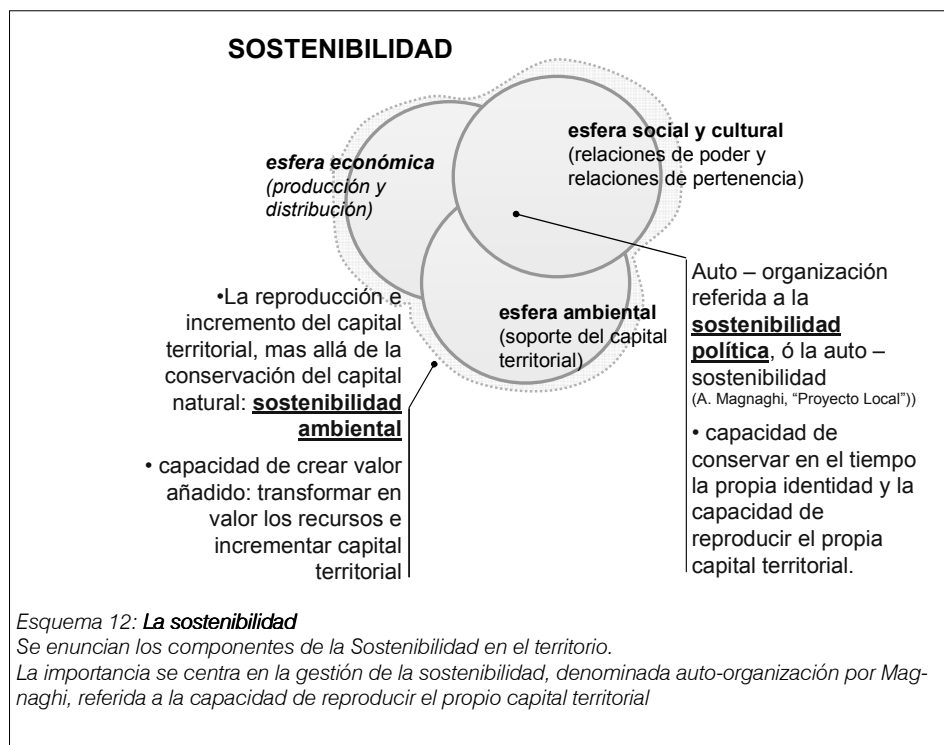 SOSTENIBILIDAD
esfera económica
(producción y
distribución)
esfera social y cultural
(relaciones de poder y
relaciones de pertenencia)
esfera ambiental
(soporte del capital
territorial)
•La reproducción e
incremento del capital
territorial, mas allá de la
conservación del capital
natural: sostenibilidad
ambiental
• capacidad de crear valor
añadido: transformar en
valor los recursos e
incrementar capital
territorial
Auto – organización
referida a la
sostenibilidad
política, ó la auto –
sostenibilidad
(A. Magnaghi, “Proyecto Local”))
• capacidad de
conservar en el tiempo
la propia identidad y la
capacidad de
reproducir el propia
capital territorial.
Esquema 12: La sostenibilidad
Se enuncian los componentes de la Sostenibilidad en el territorio.
La importancia se centra en la gestión de la sostenibilidad, denominada auto-organización por Mag-
naghi, referida a la capacidad de reproducir el propio capital territorial